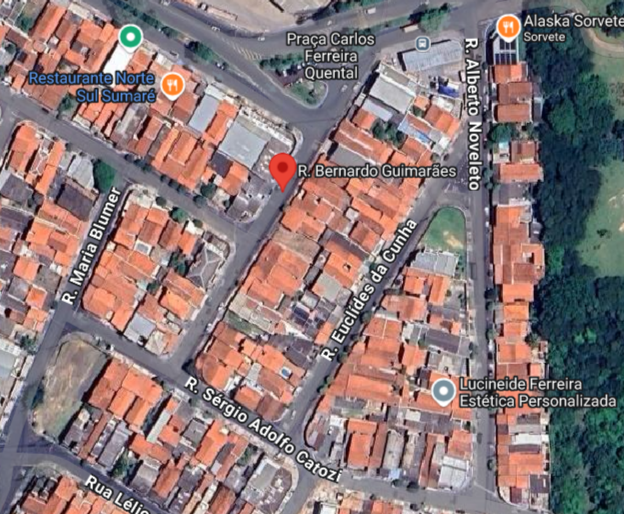 Alaska Sorvete
Sorvete
Praça Carlos
Ferreira
Quental
Restaurante Norte
Sul Sumaré
R. Alberto Noveleto
R. Bernardo Guimarães
R. Maria Blumer
R. Euclides da Cunha
Lucineide Ferreira
Estética Personalizada
R. Sérgio Adolfo Catozi
Rua Lélio